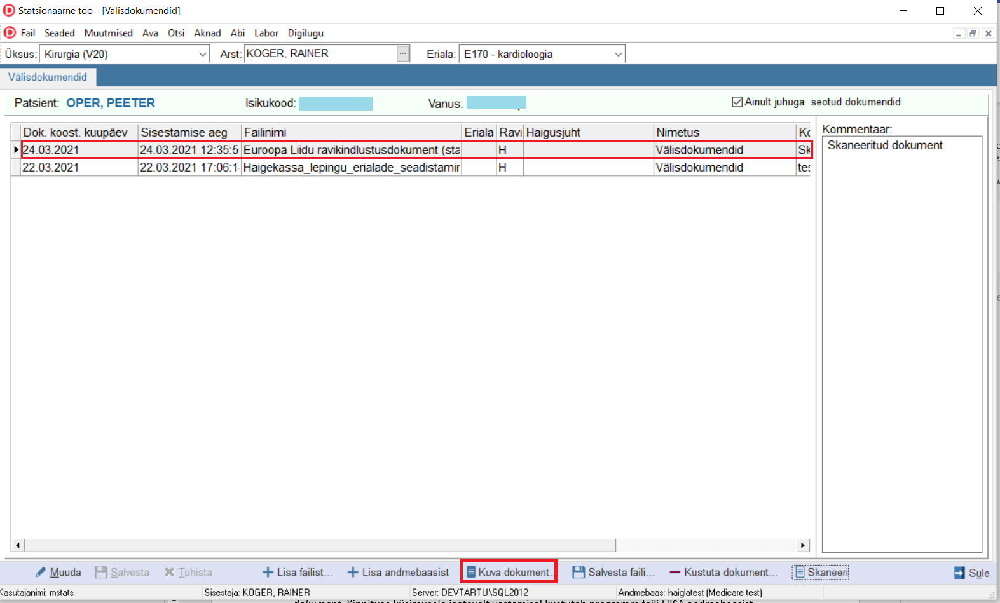 Statsionaarne töö - [Välisdokumendid]
Fail Seaded Muutmised Ava Otsi Aknad Abi Labor Digilugu
Üksus: Kirurgia (V20) Arst: KOGER, RAINER ... Eriala: E170 - kardioloogia
Välisdokumendid
Patsient: OPER, PEETER Isikukood: Vanus: Ainult juhuga seotud dokumendid
Dok. koost. kuupäev Sisestamise aeg Failinimi Eriala Ravi Haigusjuht Nimetus Kommentaar:
24.03.2021 24.03.2021 12:35:5 Euroopa Liidu ravikindlustusdokument (sta H Välisdokumendid Sk Skaneeritud dokument
22.03.2021 22.03.2021 17:06:1 Haigekassa_lepingu_erialade_seadistamir H Välisdokumendid tes
Muuda Salvesta Tühista Lisa failist... Lisa andmebaasist Kuva dokument... Salvesta faili... Kustuta dokument... Skaneeri Sule
Kasutajanimi: mstats Sisestaja: KOGER, RAINER Server: DEVTARTU\SQL2012 Andmebaas: haiglatest (Medicare test)